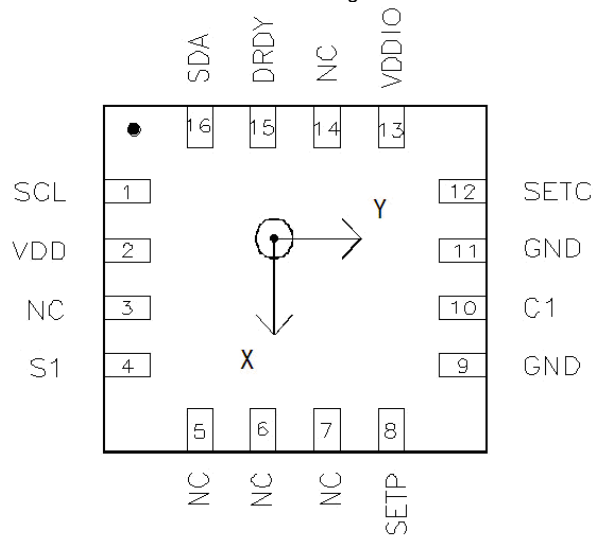 SDA
DRDY
NC
VDDIO
16
15
14
13
SCL
1
12
SETC
Y
VDD
2
11
GND
NC
3
10
C1
X
S1
4
9
GND
5
6
7
8
NC
NC
NC
SETP